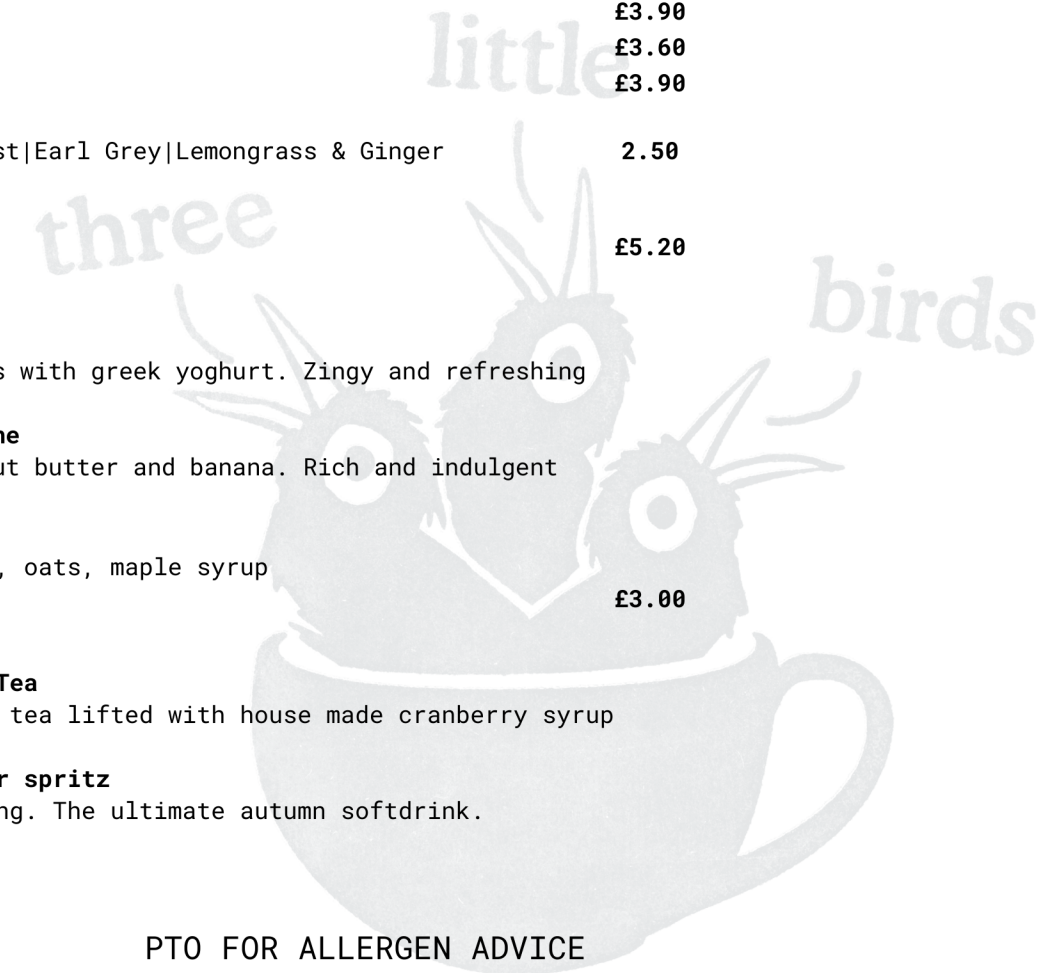 £3.90
little
£3.60
£3.90
st|Earl Grey|Lemongrass & Ginger 2.50
three
£5.20
birds
s with greek yoghurt. Zingy and refreshing
ne
ut butter and banana. Rich and indulgent
, oats, maple syrup
£3.00
Tea
tea lifted with house made cranberry syrup
r spritz
ng. The ultimate autumn softdrink.
PTO FOR ALLERGEN ADVICE